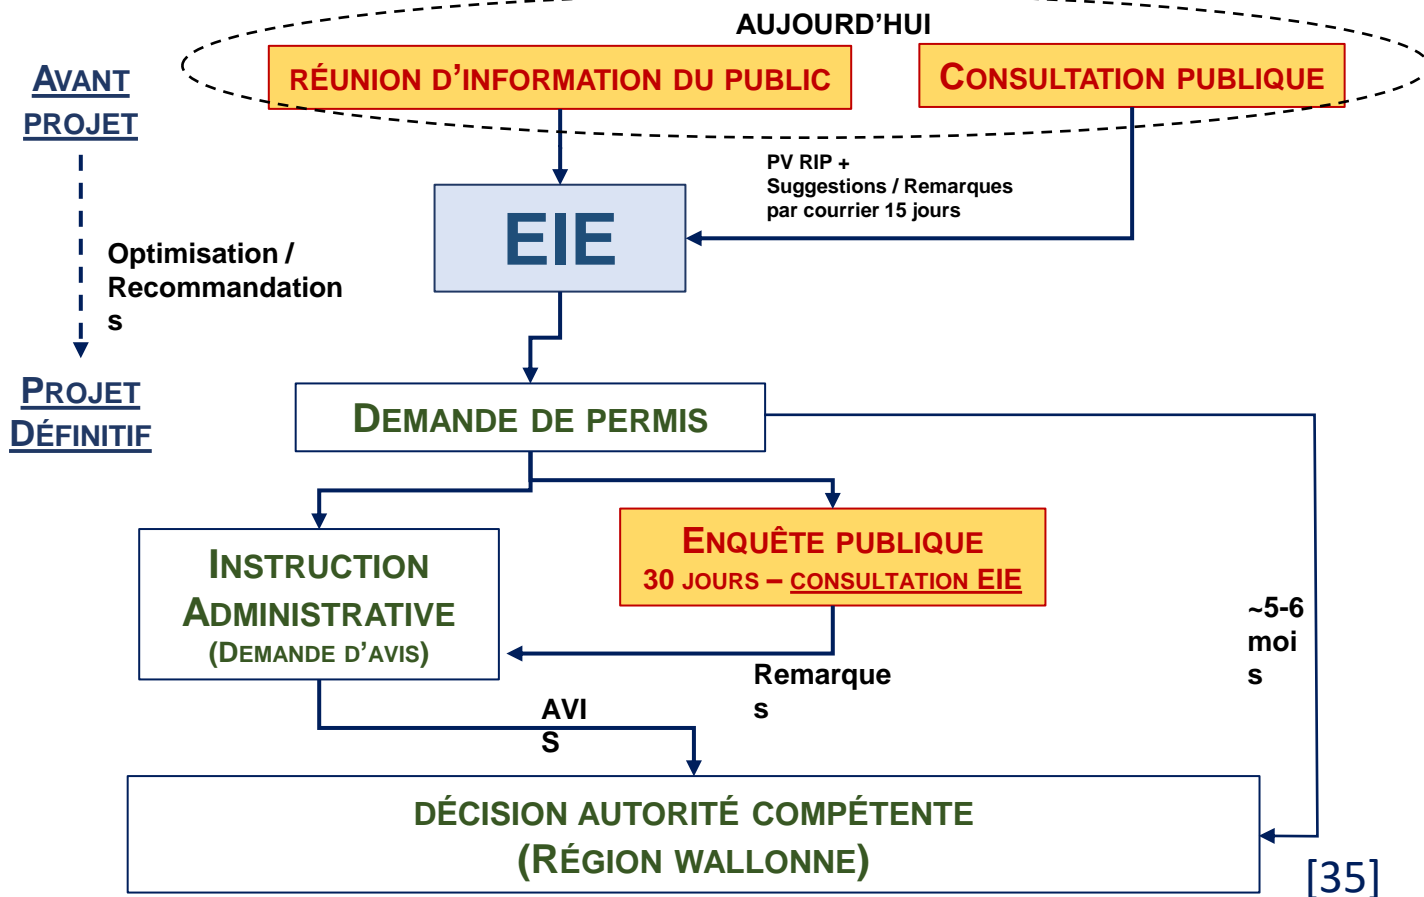 AUJOURD’HUI
RÉUNION D’INFORMATION DU PUBLIC
CONSULTATION PUBLIQUE
AVANT
PROJET
PV RIP +
Suggestions / Remarques
par courrier 15 jours
EIE
Optimisation /
Recommandation
s
PROJET
DÉFINITIF
DEMANDE DE PERMIS
INSTRUCTION
ADMINISTRATIVE
(DEMANDE D’AVIS)
ENQUÊTE PUBLIQUE
30 JOURS – CONSULTATION EIE
~5-6
moi
s
Remarque
s
AVI
S
DÉCISION AUTORITÉ COMPÉTENTE
(RÉGION WALLONNE)
[35]